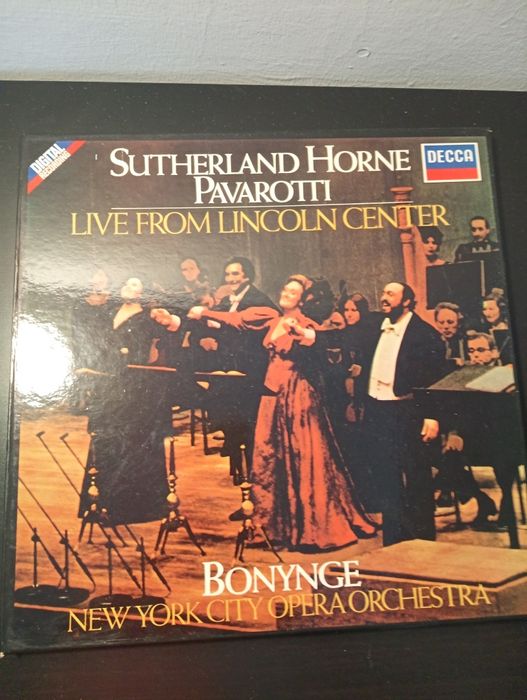 DIGITAL
RECORDING
SUTHERLAND HORNE
PAVAROTTI
DECCA
LIVE FROM LINCOLN CENTER
BONYNGE
NEW YORK CITY OPERA ORCHESTRA